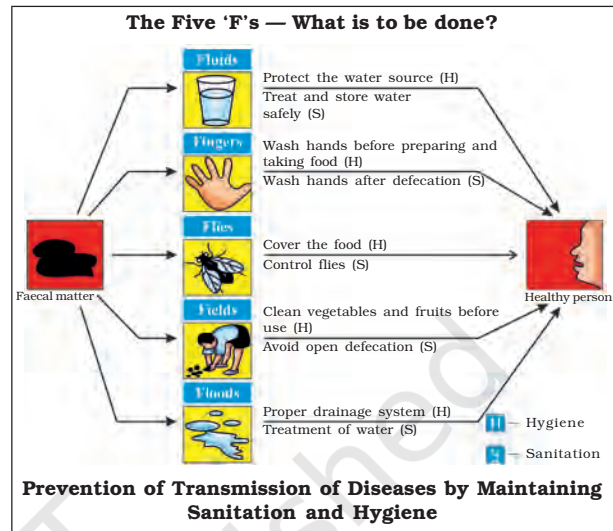 The Five 'F's — What is to be done?
Fluids
Protect the water source (H)
Treat and store water
safely (S)
Fingers
Wash hands before preparing and
taking food (H)
Wash hands after defecation (S)
Flies
Cover the food (H)
Control flies (S)
Faecal matter
Healthy person
Fields
Clean vegetables and fruits before
use (H)
Avoid open defecation (S)
Floods
Proper drainage system (H)
Treatment of water (S)
H — Hygiene
S — Sanitation
Prevention of Transmission of Diseases by Maintaining
Sanitation and Hygiene